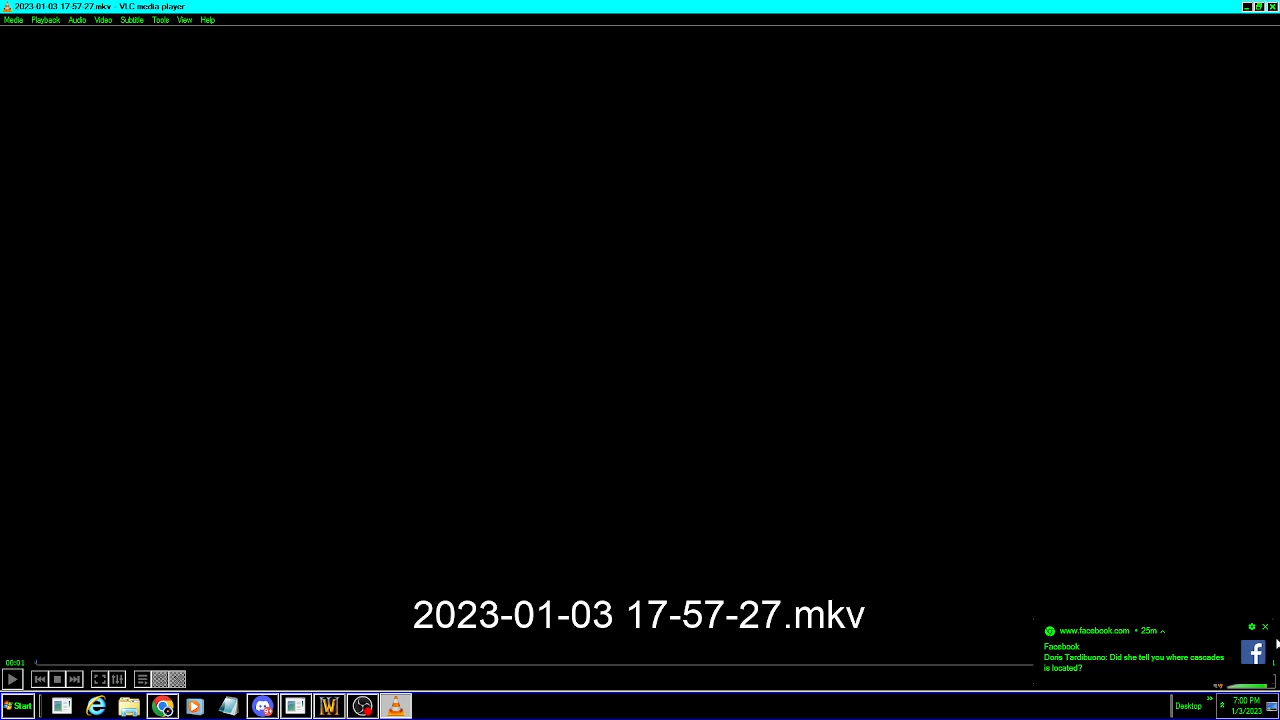 2023-01-03 17-57-27.mkv - VLC media player
Media Playback Audio Video Subtitle Tools View Help
2023-01-03 17-57-27.mkv
www.facebook.com • 25m
Facebook
Doris Tardibuono: Did she tell you where cascades
is located?
00:01
Start
Desktop
7:00 PM
1/3/2023